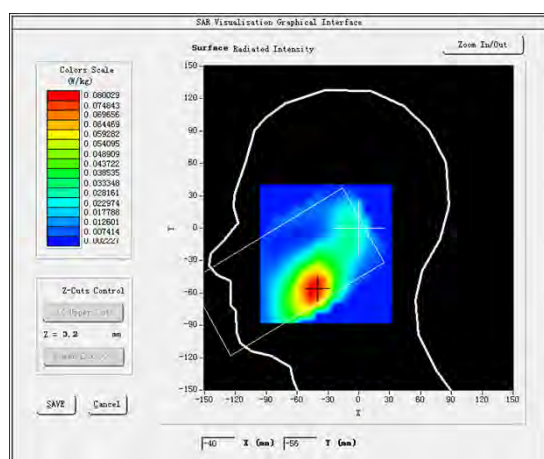 SAR Visualisation Graphical Interface
Surface Radiated Intensity
Zoom In/Out
Colors Scale
(W/kg)
0.080029
0.074843
0.069656
0.064469
0.059282
0.054095
0.048909
0.043722
0.038535
0.033348
0.028161
0.022974
0.017788
0.012601
0.007414
0.002227
150
120
90
60
30
0
-30
-60
-90
-120
-150
Y
-150 -120 -90 -60 -30 0 30 60 90 120 150
X
Z-Cuts Control
Z = 3.2 mm
SAVE
Cancel
-40 X (mm) -56 Y (mm)